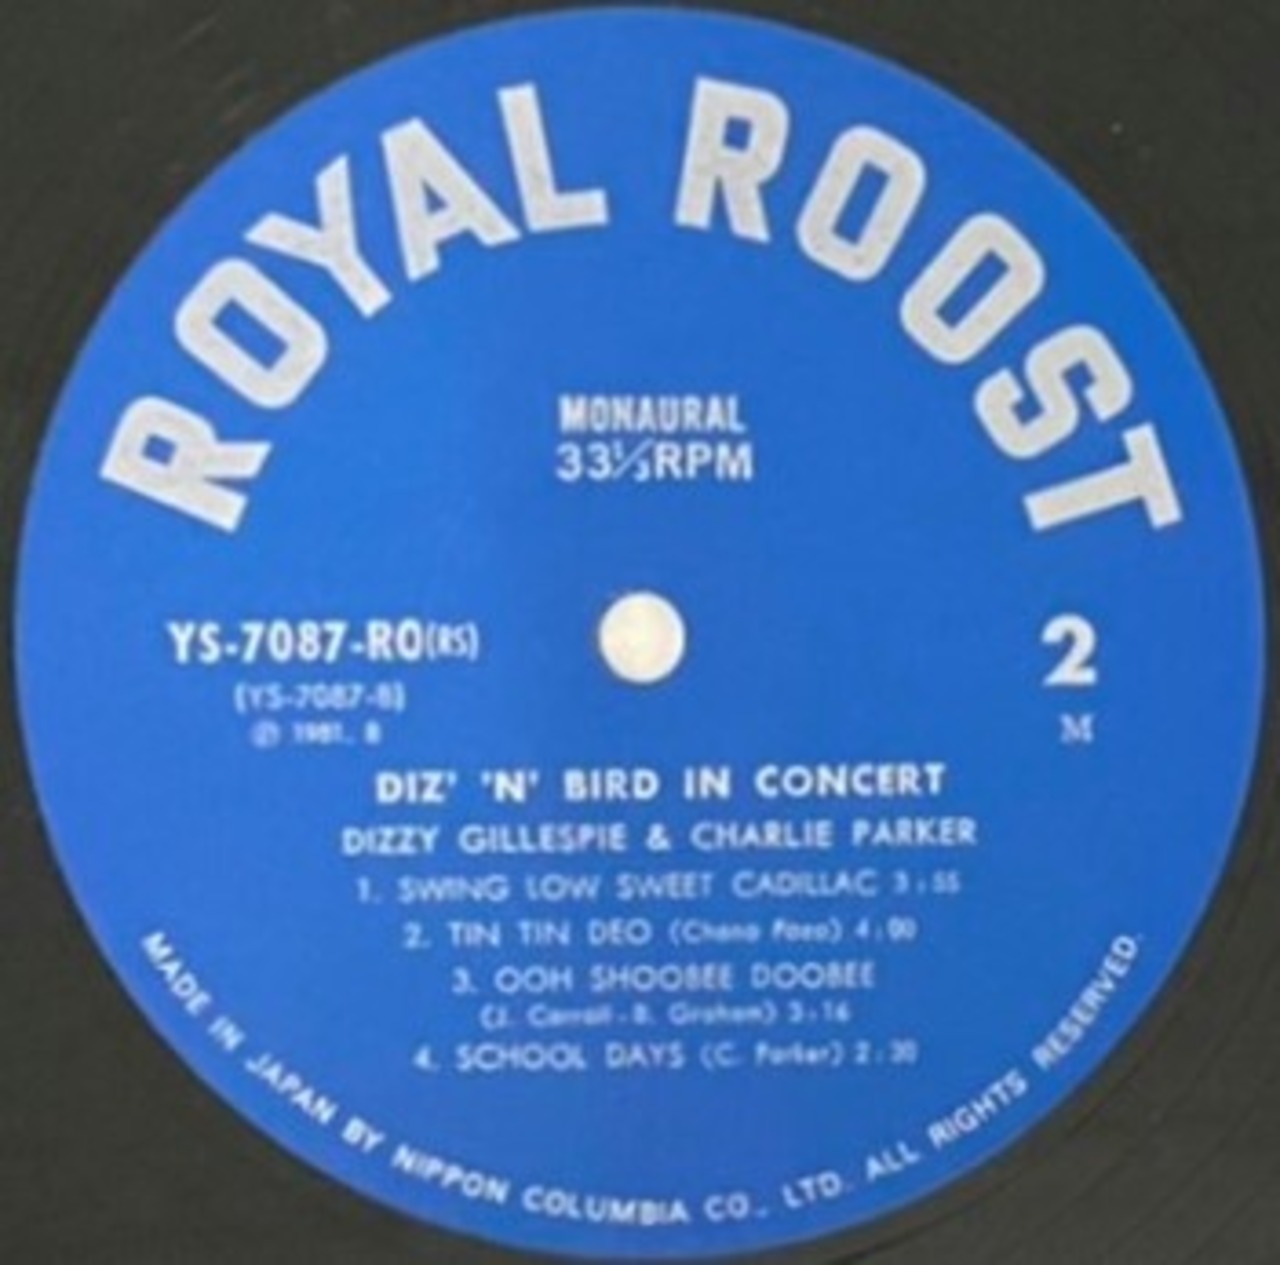 ROYAL ROOST
MONAURAL
33⅓RPM
YS-7087-RO(RS)
(YS-7087-B)
Ⓟ 1981. 8
2
M
DIZ' 'N' BIRD IN CONCERT
DIZZY GILLESPIE & CHARLIE PARKER
1. SWING LOW SWEET CADILLAC 3:55
2. TIN TIN DEO (Chano Pozo) 4:00
3. OOH SHOOBEE DOOBEE
(J. Carroll-B. Graham) 3:16
4. SCHOOL DAYS (C. Parker) 2:30
MADE IN JAPAN BY NIPPON COLUMBIA CO., LTD. ALL RIGHTS RESERVED.